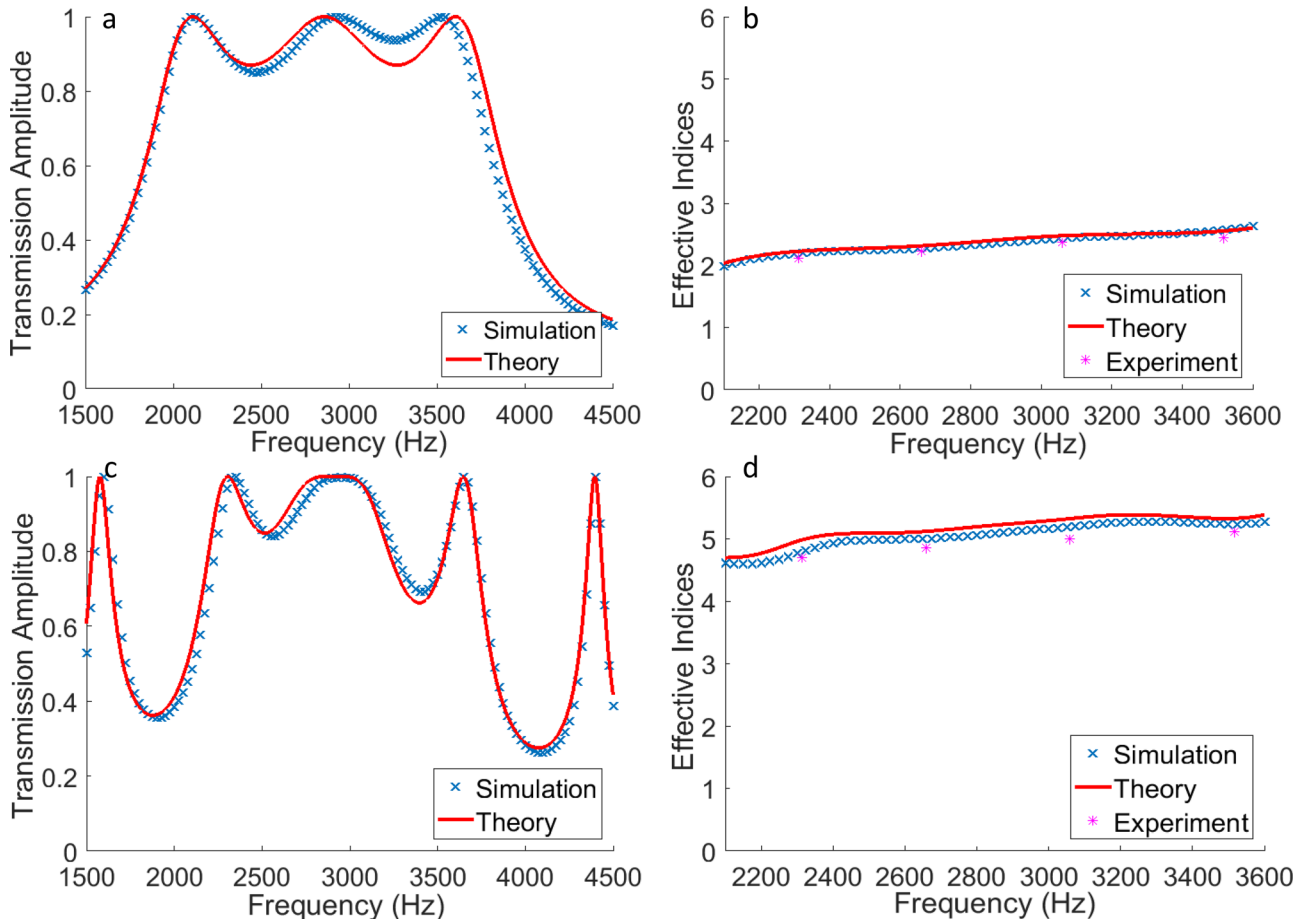 a
Transmission Amplitude
1
0.8
0.6
0.4
0.2
0
1500 2000 2500 3000 3500 4000 4500
Frequency (Hz)
Simulation
Theory
b
Effective Indices
6
5
4
3
2
1
0
2200 2400 2600 2800 3000 3200 3400 3600
Frequency (Hz)
Simulation
Theory
Experiment
c
Transmission Amplitude
1
0.8
0.6
0.4
0.2
0
1500 2000 2500 3000 3500 4000 4500
Frequency (Hz)
Simulation
Theory
d
Effective Indices
6
5
4
3
2
1
0
2200 2400 2600 2800 3000 3200 3400 3600
Frequency (Hz)
Simulation
Theory
Experiment